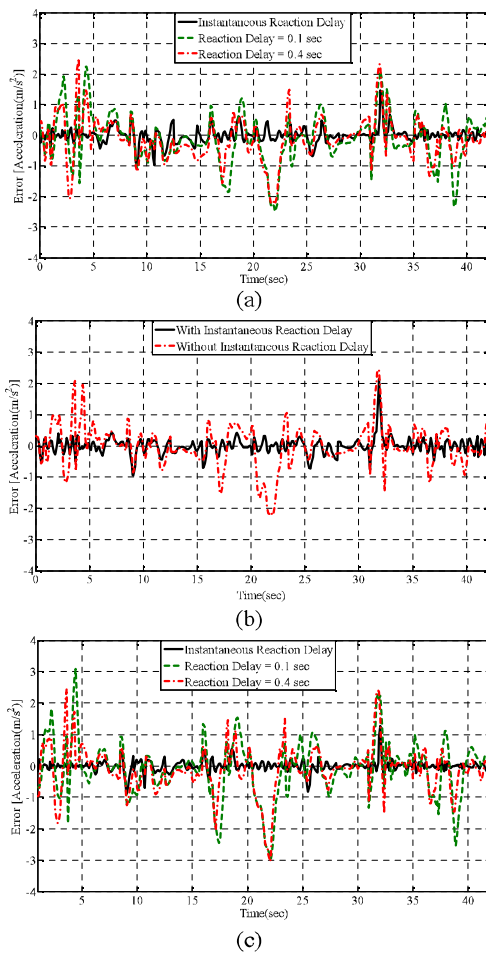 Instantancous Reaction Delay
Reaction Delay = 0.1 sec
Reaction Delay = 0.4 sec
Error [Acceleration(m/s²)]
4
3
2
1
0
-1
-2
-3
-4
0 5 10 15 20 25 30 35 40
Time(sec)
(a)
With Instantaneous Reaction Delay
Without Instantaneous Reaction Delay
Error [Acceleration(m/s²)]
4
3
2
1
0
-1
-2
-3
-4
0 5 10 15 20 25 30 35 40
Time(sec)
(b)
Instantaneous Reaction Delay
Reaction Delay = 0.1 sec
Reaction Delay = 0.4 sec
Error [Acceleration(m/s²)]
4
3
2
1
0
-1
-2
-3
-4
5 10 15 20 25 30 35 40
Time(sec)
(c)